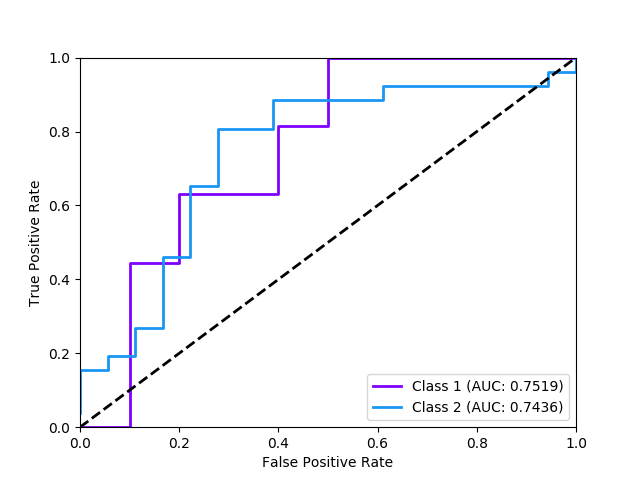 1.0
0.8
0.6
0.4
0.2
0.0
True Positive Rate
Class 1 (AUC: 0.7519)
Class 2 (AUC: 0.7436)
0.0 0.2 0.4 0.6 0.8 1.0
False Positive Rate